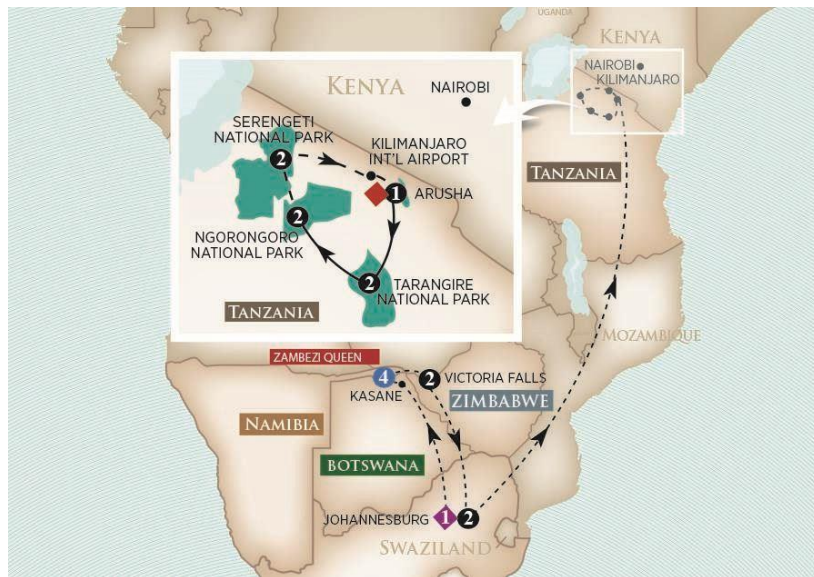 UGANDA
KENYA
NAIROBI
KILIMANJARO
KENYA
NAIROBI
SERENGETI
NATIONAL PARK
2
KILIMANJARO
INT'L AIRPORT
1
ARUSHA
2
NGORONGORO
NATIONAL PARK
2
TARANGIRE
NATIONAL PARK
TANZANIA
TANZANIA
MOZAMBIQUE
ZAMBEZI QUEEN
4
KASANE
2
VICTORIA FALLS
ZIMBABWE
NAMIBIA
BOTSWANA
JOHANNESBURG
1
2
SWAZILAND